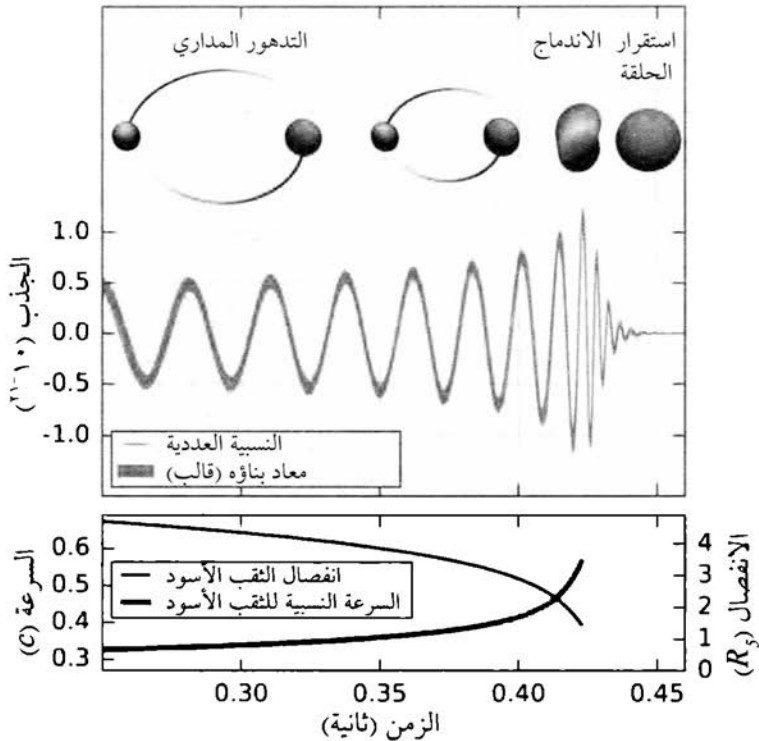 التدهور المداري
الاندماج
استقرار
الحلقة
1.0
0.5
0.0
-0.5
-1.0
الجذب (١٠-٢١)
النسبية العددية
معاد بناؤه (قالب)
0.6
0.5
0.4
0.3
السرعة (c)
انفصال الثقب الأسود
السرعة النسبية للثقب الأسود
4
3
2
1
0
الانفصال (Rs)
0.30
0.35
0.40
0.45
الزمن (ثانية)